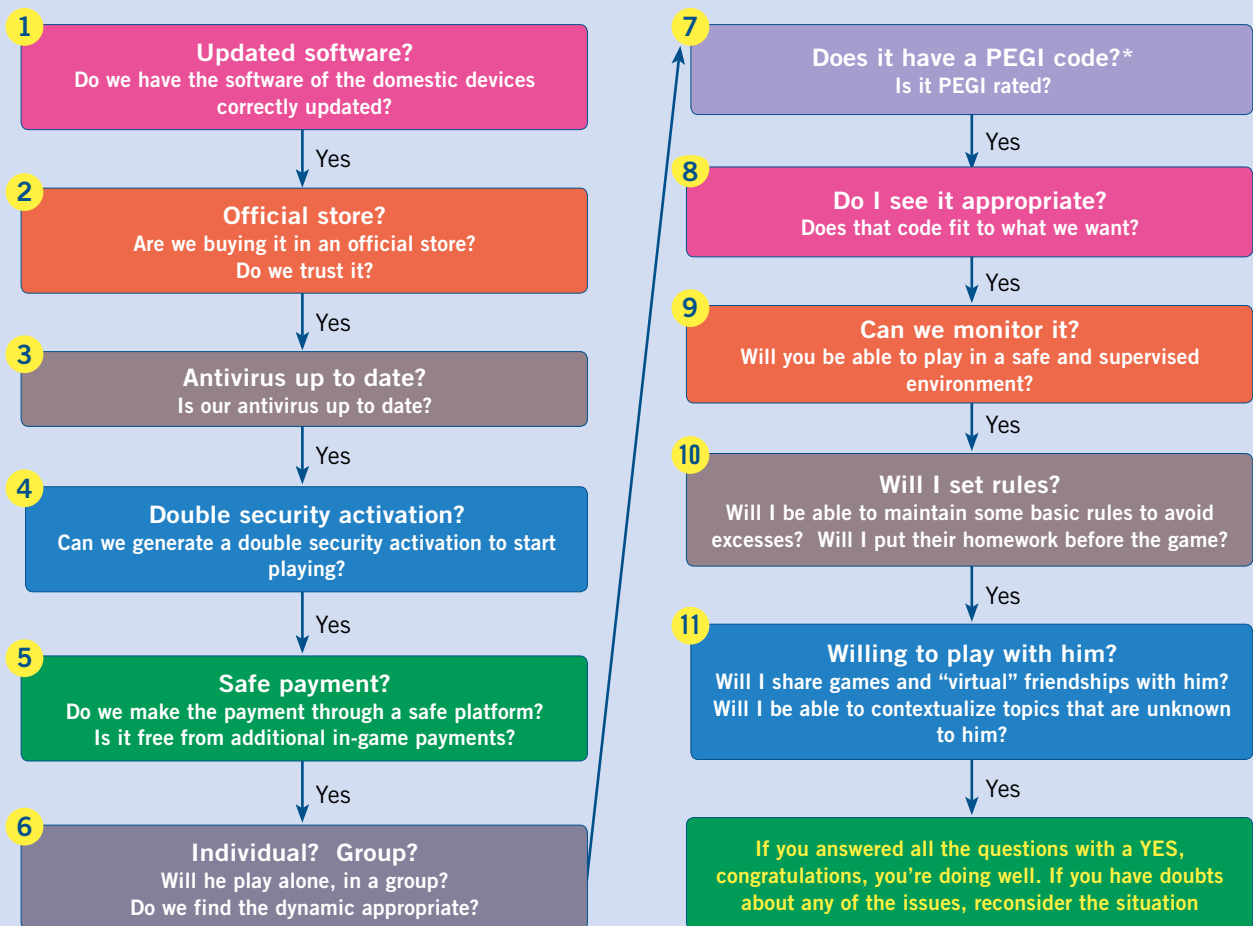 1
Updated software?
Do we have the software of the domestic devices
correctly updated?
Yes
2
Official store?
Are we buying it in an official store?
Do we trust it?
Yes
3
Antivirus up to date?
Is our antivirus up to date?
Yes
4
Double security activation?
Can we generate a double security activation to start
playing?
Yes
5
Safe payment?
Do we make the payment through a safe platform?
Is it free from additional in-game payments?
Yes
6
Individual? Group?
Will he play alone, in a group?
Do we find the dynamic appropriate?
7
Does it have a PEGI code?*
Is it PEGI rated?
Yes
8
Do I see it appropriate?
Does that code fit to what we want?
Yes
9
Can we monitor it?
Will you be able to play in a safe and supervised
environment?
Yes
10
Will I set rules?
Will I be able to maintain some basic rules to avoid
excesses? Will I put their homework before the game?
Yes
11
Willing to play with him?
Will I share games and “virtual” friendships with him?
Will I be able to contextualize topics that are unknown
to him?
Yes
If you answered all the questions with a YES,
congratulations, you’re doing well. If you have doubts
about any of the issues, reconsider the situation